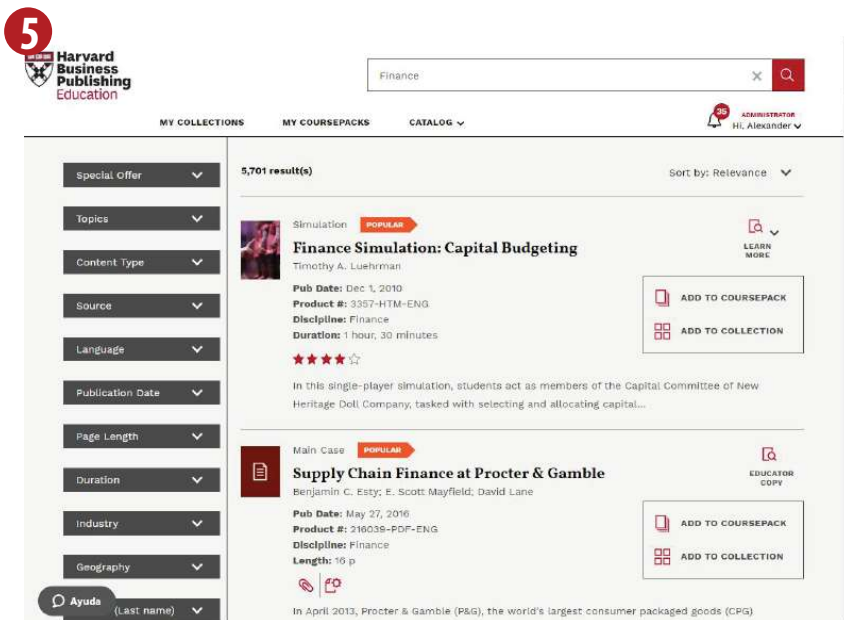 5
Harvard
Business
Publishing
Education
Finance
MY COLLECTIONS
MY COURSEPACKS
CATALOG
35
ADMINISTRATOR
Hi, Alexander
Special Offer
Topics
Content Type
Source
Language
Publication Date
Page Length
Duration
Industry
Geography
(Last name)
Ayuda
5,701 result(s)
Sort by: Relevance
Simulation POPULAR
Finance Simulation: Capital Budgeting
Timothy A. Luehrman
Pub Date: Dec 1, 2010
Product #: 3357-HTM-ENG
Discipline: Finance
Duration: 1 hour, 30 minutes
LEARN
MORE
ADD TO COURSEPACK
ADD TO COLLECTION
In this single-player simulation, students act as members of the Capital Committee of New
Heritage Doll Company, tasked with selecting and allocating capital...
Main Case POPULAR
Supply Chain Finance at Procter & Gamble
Benjamin C. Esty; E. Scott Mayfield; David Lane
Pub Date: May 27, 2016
Product #: 216039-PDF-ENG
Discipline: Finance
Length: 16 p
EDUCATOR
COPY
ADD TO COURSEPACK
ADD TO COLLECTION
In April 2013, Procter & Gamble (P&G), the world's largest consumer packaged goods (CPG)